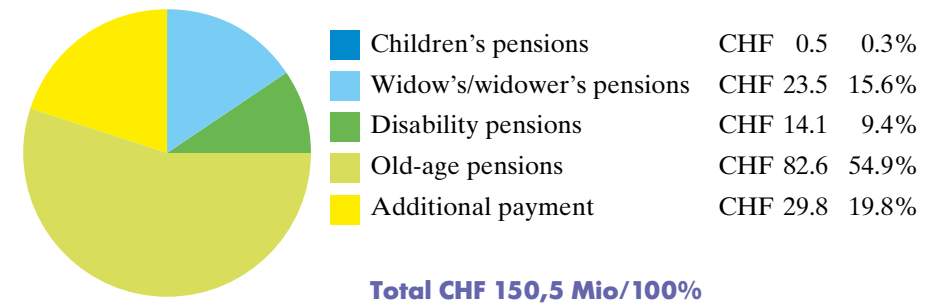 Children's pensions CHF 0.5 0.3%
Widow's/widower's pensions CHF 23.5 15.6%
Disability pensions CHF 14.1 9.4%
Old-age pensions CHF 82.6 54.9%
Additional payment CHF 29.8 19.8%
Total CHF 150,5 Mio/100%